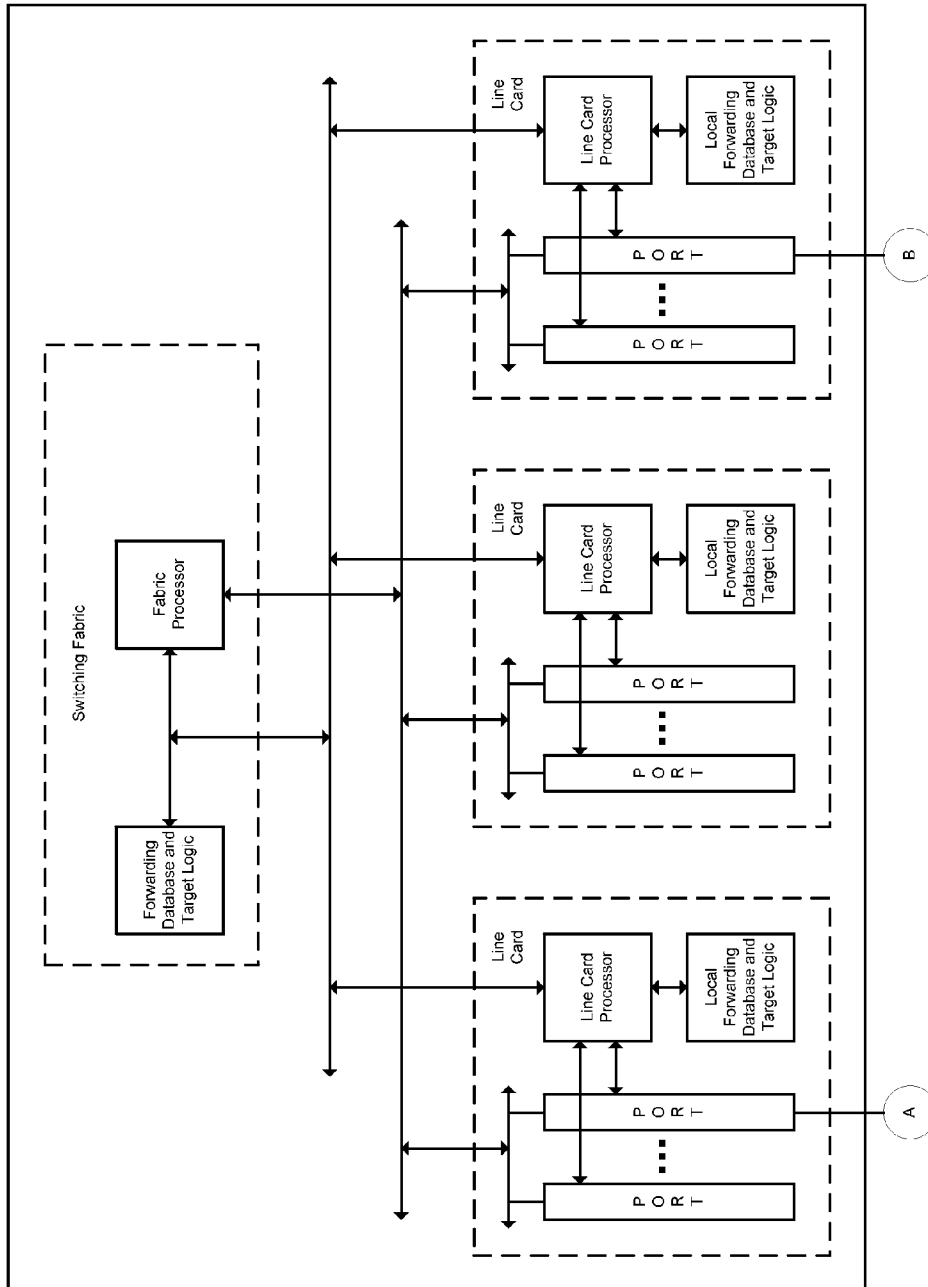 Switching Fabric
Forwarding
Database and
Target Logic
Fabric
Processor
Line
Card
PORT
PORT
Line Card
Processor
Local
Forwarding
Database and
Target Logic
A
Line
Card
PORT
PORT
Line Card
Processor
Local
Forwarding
Database and
Target Logic
Line
Card
PORT
PORT
Line Card
Processor
Local
Forwarding
Database and
Target Logic
B